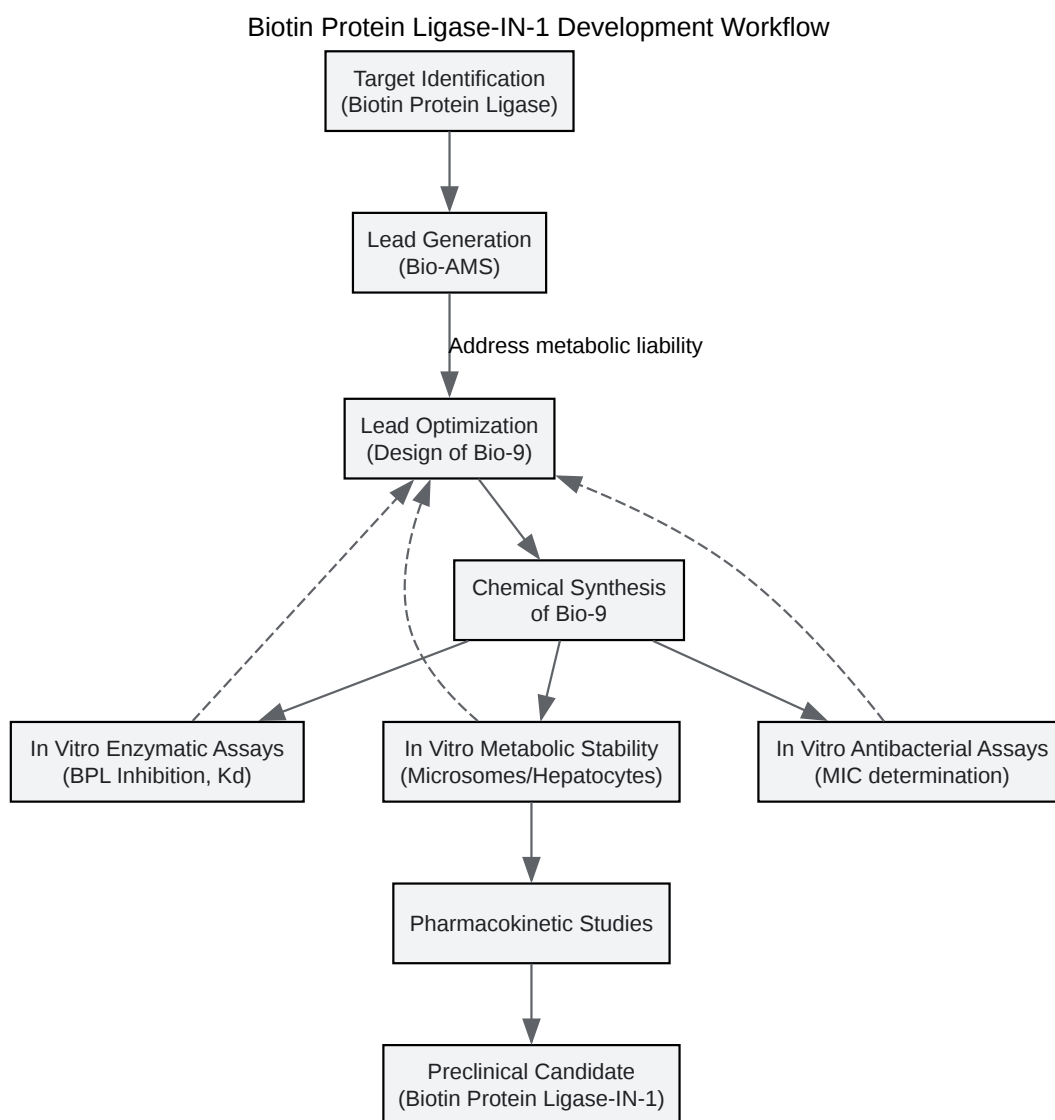 Biotin Protein Ligase-IN-1 Development Workflow
Target Identification
(Biotin Protein Ligase)
Lead Generation
(Bio-AMS)
Address metabolic liability
Lead Optimization
(Design of Bio-9)
Chemical Synthesis
of Bio-9
In Vitro Enzymatic Assays
(BPL Inhibition, Kd)
In Vitro Metabolic Stability
(Microsomes/Hepatocytes)
In Vitro Antibacterial Assays
(MIC determination)
Pharmacokinetic Studies
Preclinical Candidate
(Biotin Protein Ligase-IN-1)